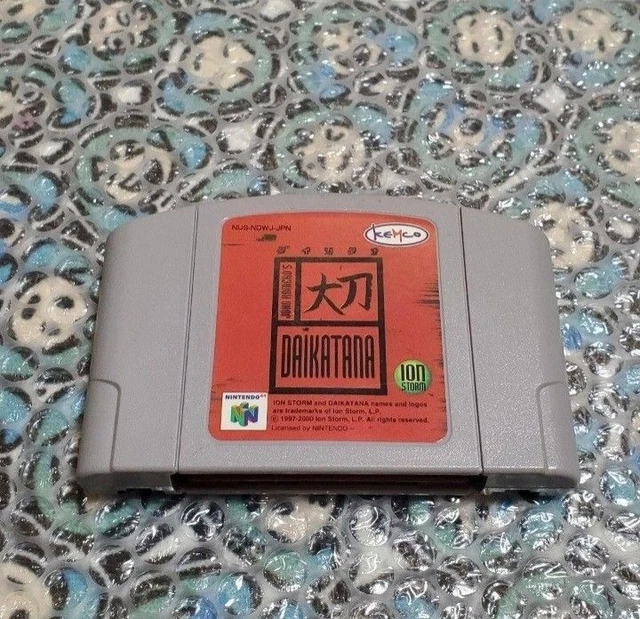 NUS-NDWJ-JPN
KEMCO
ダイカタナ
JOHN ROMERO'S
大刀
DAIKATANA
ION
STORM
NINTENDO 64
N
ION STORM and DAIKATANA names and logos
are trademarks of Ion Storm, L.P.
© 1997-2000 Ion Storm, L.P. All rights reserved.
Licensed by NINTENDO